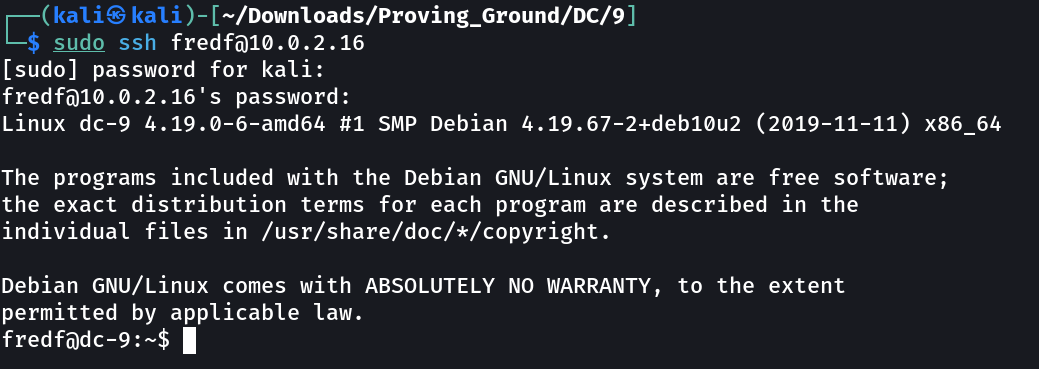 ┌──(kali㉿kali)-[~/Downloads/Proving_Ground/DC/9]
└─$ sudo ssh fredf@10.0.2.16
[sudo] password for kali:
fredf@10.0.2.16's password:
Linux dc-9 4.19.0-6-amd64 #1 SMP Debian 4.19.67-2+deb10u2 (2019-11-11) x86_64

The programs included with the Debian GNU/Linux system are free software;
the exact distribution terms for each program are described in the
individual files in /usr/share/doc/*/copyright.

Debian GNU/Linux comes with ABSOLUTELY NO WARRANTY, to the extent
permitted by applicable law.
fredf@dc-9:~$